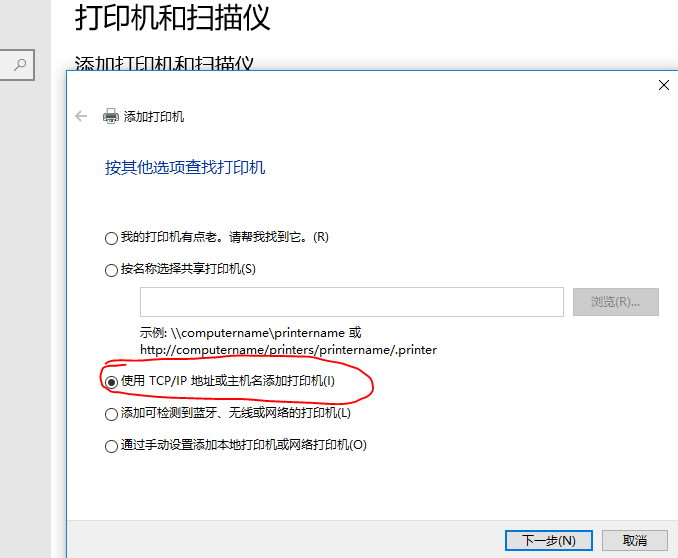 打印机和扫描仪
添加打印机和扫描仪
添加打印机
按其他选项查找打印机
我的打印机有点老。请帮我找到它。(R)
按名称选择共享打印机(S)
浏览(R)...
示例: \\computername\printername 或
http://computername/printers/printername/.printer
使用 TCP/IP 地址或主机名添加打印机(I)
添加可检测到蓝牙、无线或网络的打印机(L)
通过手动设置添加本地打印机或网络打印机(O)
下一步(N)
取消